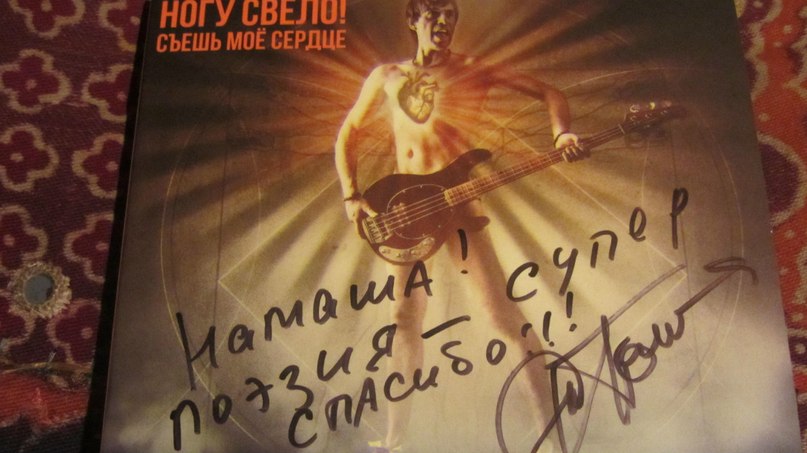 НОГУ СВЕЛО!
СЪЕШЬ МОЁ СЕРДЦЕ
Наташа!
поэзия – супер
спасибо!!!